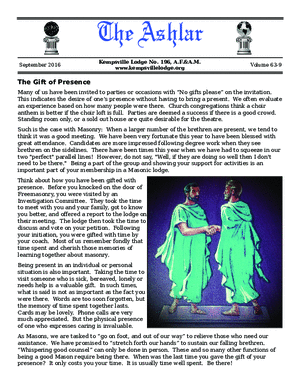 The Ashlar
Kempsville Lodge No. 196, A.F.&A.M.
September 2016
Volume 63-9
www.kempsvillelodge.org
The Gift of Presence
Many of us have been invited to parties or occasions with "No gifts please" on the invitation.
This indicates the desire of one's presence without having to bring a present. We often evaluate
an experience based on how many people were there. Church congregations think a choir
anthem is better if the choir loft is full. Parties are deemed a success if there is a good crowd.
Standing room only, or a sold out house are quite desirable for the theatre.
Such is the case with Masonry: When a larger number of the brethren are present, we tend to
think it was a good meeting. We have been very fortunate this year to have been blessed with
great attendance. Candidates are more impressed following degree work when they see
brethren on the sidelines. There have been times this year when we have had to squeeze in our
two "perfect" parallel lines! However, do not say, "Well, if they are doing so well then I don't
need to be there." Being a part of the group and showing your support for activities is an
important part of your membership in a Masonic lodge.
Think about how you have been gifted with
presence. Before you knocked on the door of
Freemasonry, you were visited by an
Investigation Committee. They took the time
to meet with you and your family, got to know
you better, and offered a report to the lodge on
their meeting. The lodge then took the time to
discuss and vote on your petition. Following
your initiation, you were gifted with time by
your coach. Most of us remember fondly that
time spent and cherish those memories of
learning together about masonry.
Being present in an individual or personal
situation is also important. Taking the time to
visit someone who is sick, bereaved, lonely or
needs help is a valuable gift. In such times,
what is said is not as important as the fact you
were there. Words are too soon forgotten, but
the memory of time spent together lasts.
Cards may be lovely. Phone calls are very
much appreciated. But the physical presence
of one who expresses caring is invaluable.
As Masons, we are tasked to "go on foot, and out of our way" to relieve those who need our
assistance. We have promised to "stretch forth our hands" to sustain our falling brethren.
"Whispering good counsel" can only be done in person. These and so many other functions of
being a good Mason require being there. When was the last time you gave the gift of your
presence? It only costs you your time. It is usually time well spent. Be there!